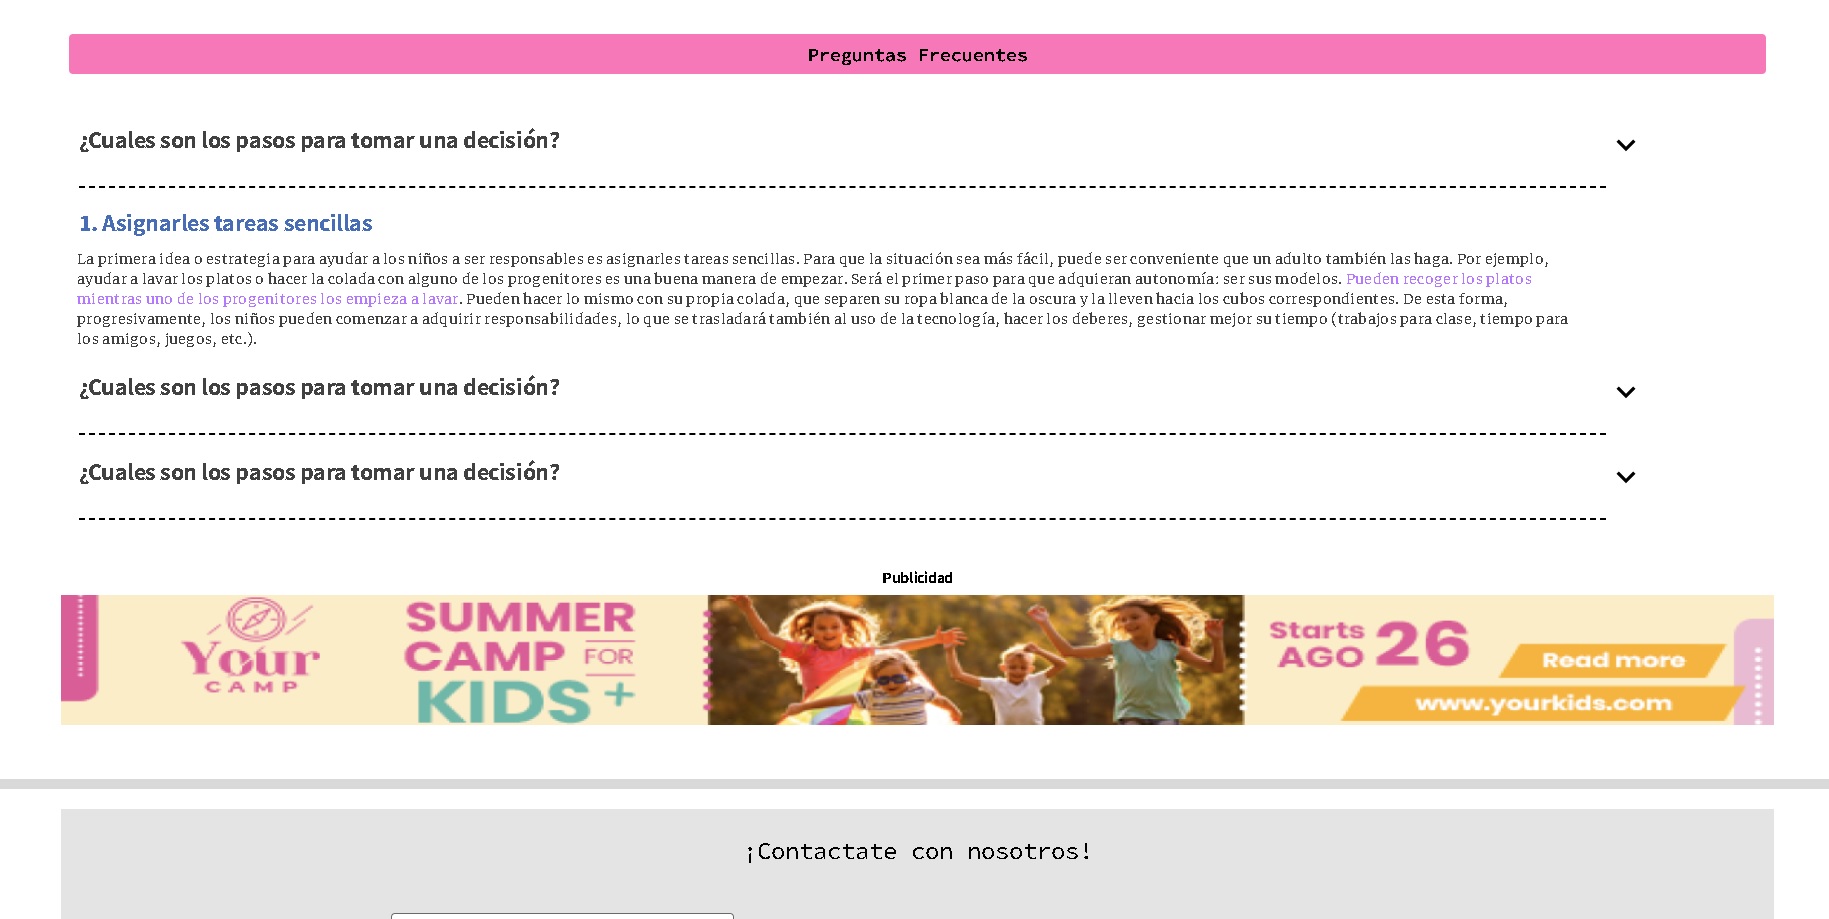 Preguntas Frecuentes
¿Cuales son los pasos para tomar una decisión?
1. Asignarles tareas sencillas
La primera idea o estrategia para ayudar a los niños a ser responsables es asignarles tareas sencillas. Para que la situación sea más fácil, puede ser conveniente que un adulto también las haga. Por ejemplo,
ayudar a lavar los platos o hacer la colada con alguno de los progenitores es una buena manera de empezar. Será el primer paso para que adquieran autonomía: ser sus modelos. Pueden recoger los platos
mientras uno de los progenitores los empieza a lavar. Pueden hacer lo mismo con su propia colada, que separen su ropa blanca de la oscura y la lleven hacia los cubos correspondientes. De esta forma,
progresivamente, los niños pueden comenzar a adquirir responsabilidades, lo que se trasladará también al uso de la tecnología, hacer los deberes, gestionar mejor su tiempo (trabajos para clase, tiempo para
los amigos, juegos, etc.).
¿Cuales son los pasos para tomar una decisión?
¿Cuales son los pasos para tomar una decisión?
Publicidad
Your
CAMP
SUMMER
CAMP FOR
KIDS +
Starts
AGO 26
Read more
www.yourkids.com
¡Contactate con nosotros!